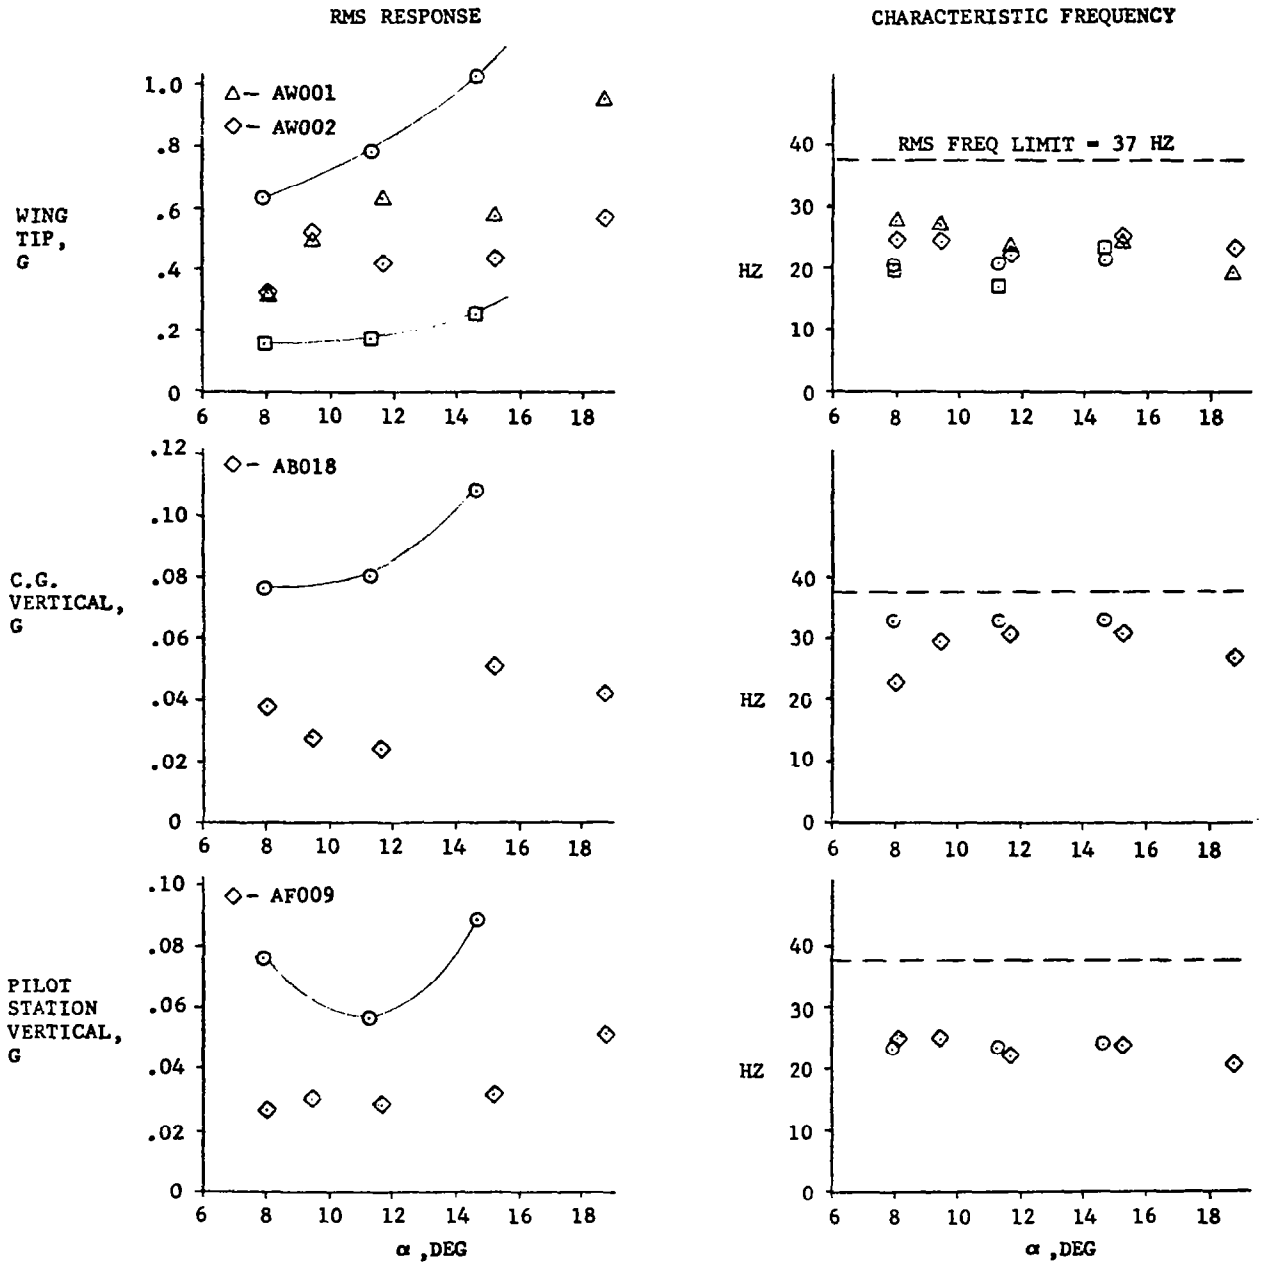 RMS RESPONSE
CHARACTERISTIC FREQUENCY
WING
TIP,
G
1.0
.8
.6
.4
.2
0
- AW001
- AW002
6 8 10 12 14 16 18
HZ
40
30
20
10
0
RMS FREQ LIMIT = 37 HZ
6 8 10 12 14 16 18
C.G.
VERTICAL,
G
.12
.10
.08
.06
.04
.02
0
- AB018
6 8 10 12 14 16 18
HZ
40
30
20
10
0
6 8 10 12 14 16 18
PILOT
STATION
VERTICAL,
G
.10
.08
.06
.04
.02
0
- AF009
6 8 10 12 14 16 18
α ,DEG
HZ
40
30
20
10
0
6 8 10 12 14 16 18
α ,DEG